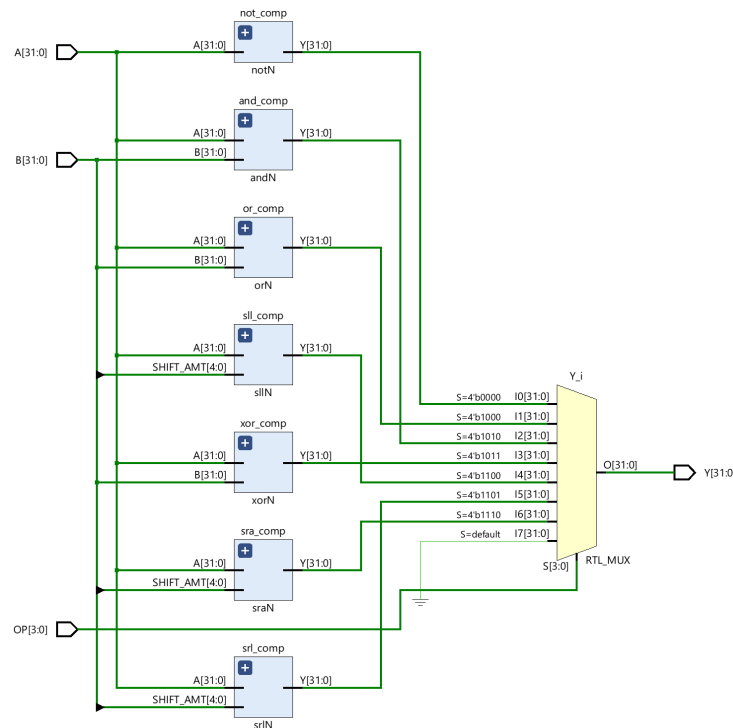 not_comp
A[31:0]
A[31:0]
Y[31:0]
notN
and_comp
A[31:0]
Y[31:0]
B[31:0]
B[31:0]
andN
or_comp
A[31:0]
Y[31:0]
B[31:0]
orN
sll_comp
A[31:0]
Y[31:0]
SHIFT_AMT[4:0]
sllN
xor_comp
A[31:0]
Y[31:0]
B[31:0]
xorN
sra_comp
A[31:0]
Y[31:0]
SHIFT_AMT[4:0]
sraN
OP[3:0]
srl_comp
A[31:0]
Y[31:0]
SHIFT_AMT[4:0]
srlN
Y_i
S=4'b0000 I0[31:0]
S=4'b1000 I1[31:0]
S=4'b1010 I2[31:0]
S=4'b1011 I3[31:0]
S=4'b1100 I4[31:0]
S=4'b1101 I5[31:0]
S=4'b1110 I6[31:0]
S=default I7[31:0]
O[31:0]
Y[31:0
S[3:0]
RTL_MUX